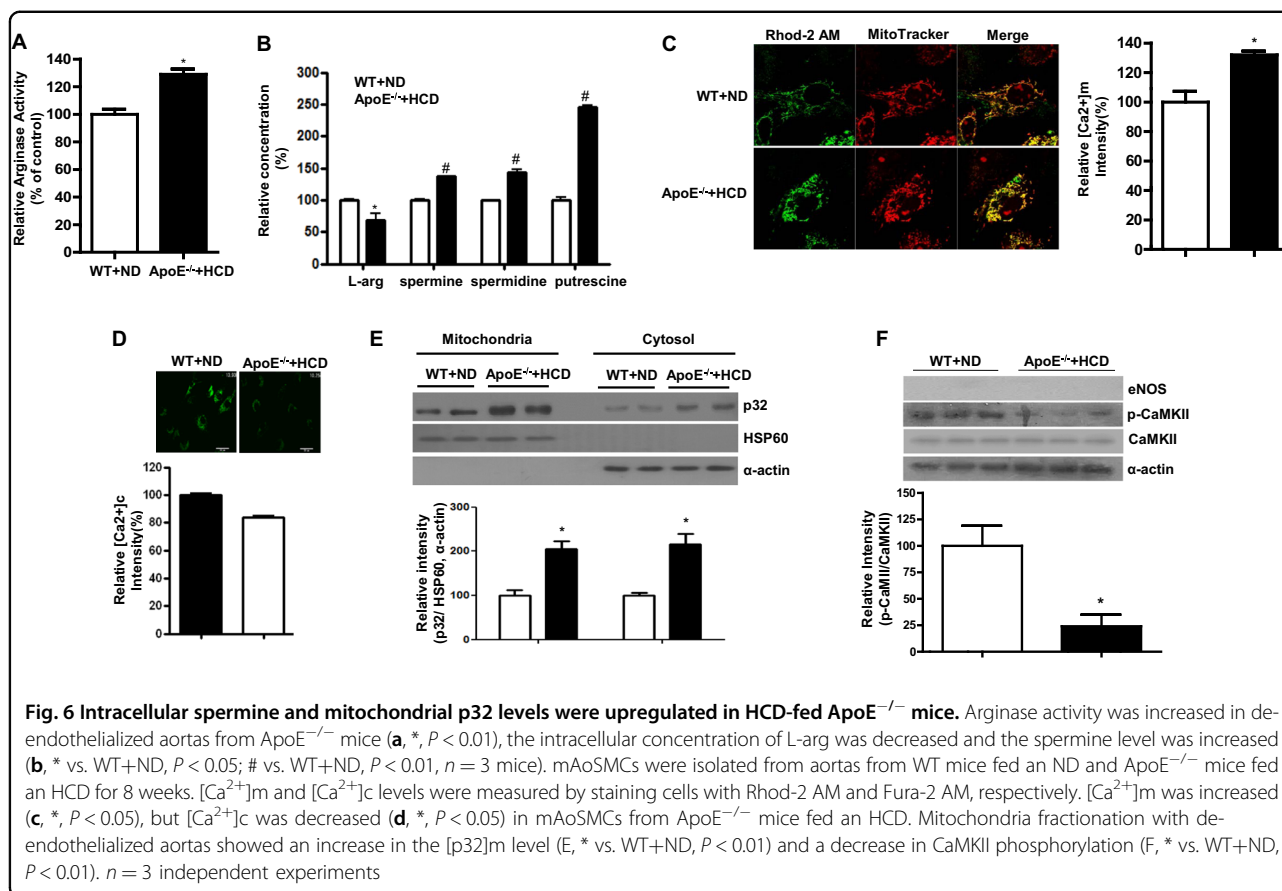 A
Relative Arginase Activity
(% of control)
140
120
100
80
60
40
20
0
*
WT+ND ApoE-/-+HCD
B
Relative concentration
(%)
300
250
200
150
100
50
0
WT+ND
ApoE-/-+HCD
*
#
#
#
L-arg spermine spermidine putrescine
C
Rhod-2 AM MitoTracker Merge
WT+ND
ApoE-/-+HCD
Relative [Ca2+]m
Intensity(%)
140
120
100
80
60
40
20
0
*
D
WT+ND ApoE-/-+HCD
Relative [Ca2+]c
Intensity(%)
120
100
80
60
40
20
0
E
Mitochondria Cytosol
WT+ND ApoE-/-+HCD WT+ND ApoE-/-+HCD
p32
HSP60
α-actin
Relative intensity
(p32/ HSP60, α-actin)
300
200
100
0
*
*
F
WT+ND ApoE-/-+HCD
eNOS
p-CaMKII
CaMKII
α-actin
Relative Intensity
(p-CaMII/CaMKII)
150
125
100
75
50
25
0
*
Fig. 6 Intracellular spermine and mitochondrial p32 levels were upregulated in HCD-fed ApoE−/− mice. Arginase activity was increased in de-
endothelialized aortas from ApoE−/− mice (a, *, P < 0.01), the intracellular concentration of L-arg was decreased and the spermine level was increased
(b, * vs. WT+ND, P < 0.05; # vs. WT+ND, P < 0.01, n = 3 mice). mAoSMCs were isolated from aortas from WT mice fed an ND and ApoE−/− mice fed
an HCD for 8 weeks. [Ca2+]m and [Ca2+]c levels were measured by staining cells with Rhod-2 AM and Fura-2 AM, respectively. [Ca2+]m was increased
(c, *, P < 0.05), but [Ca2+]c was decreased (d, *, P < 0.05) in mAoSMCs from ApoE−/− mice fed an HCD. Mitochondria fractionation with de-
endothelialized aortas showed an increase in the [p32]m level (E, * vs. WT+ND, P < 0.01) and a decrease in CaMKII phosphorylation (F, * vs. WT+ND,
P < 0.01). n = 3 independent experiments